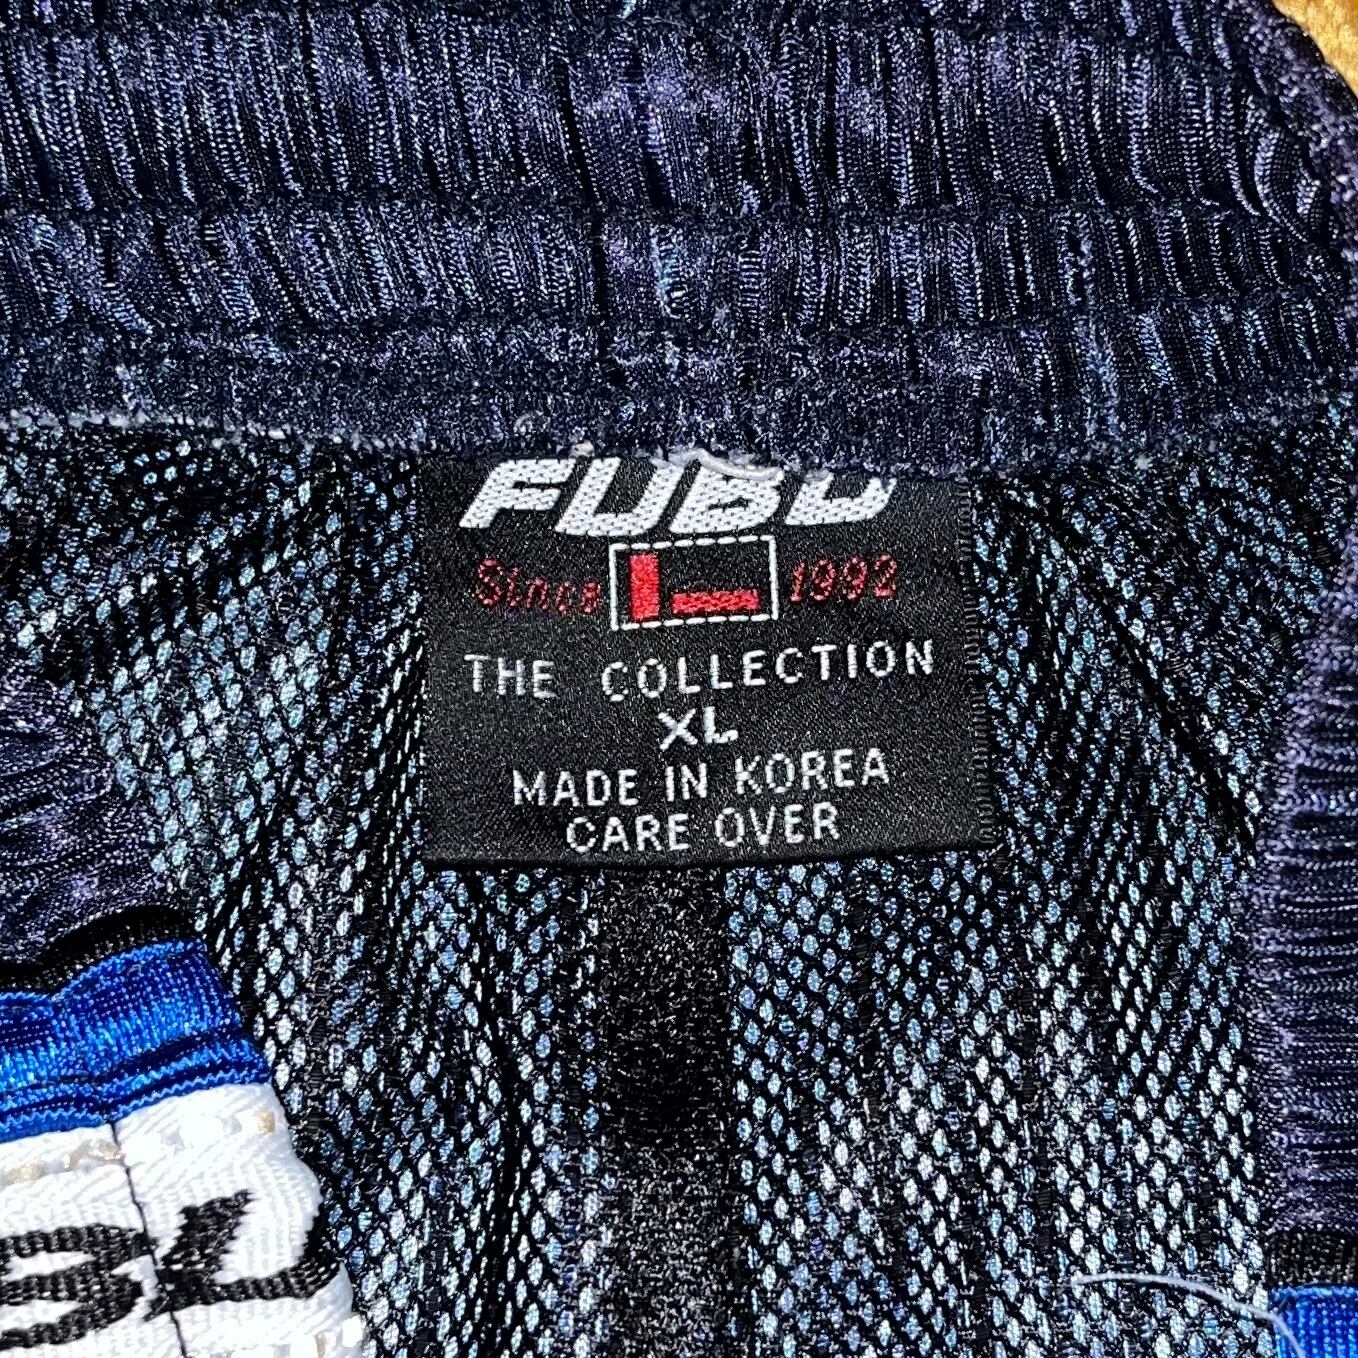 FUBU
Since L 1992
THE COLLECTION
XL
MADE IN KOREA
CARE OVER